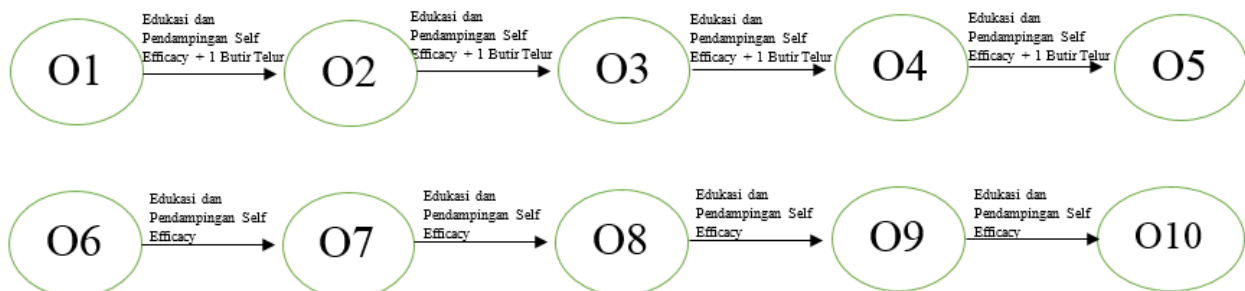 O1
Edukasi dan
Pendampingan Self
Efficacy + 1 Butir Telur
O2
Edukasi dan
Pendampingan Self
Efficacy + 1 Butir Telur
O3
Edukasi dan
Pendampingan Self
Efficacy + 1 Butir Telur
O4
Edukasi dan
Pendampingan Self
Efficacy + 1 Butir Telur
O5
O6
Edukasi dan
Pendampingan Self
Efficacy
O7
Edukasi dan
Pendampingan Self
Efficacy
O8
Edukasi dan
Pendampingan Self
Efficacy
O9
Edukasi dan
Pendampingan Self
Efficacy
O10